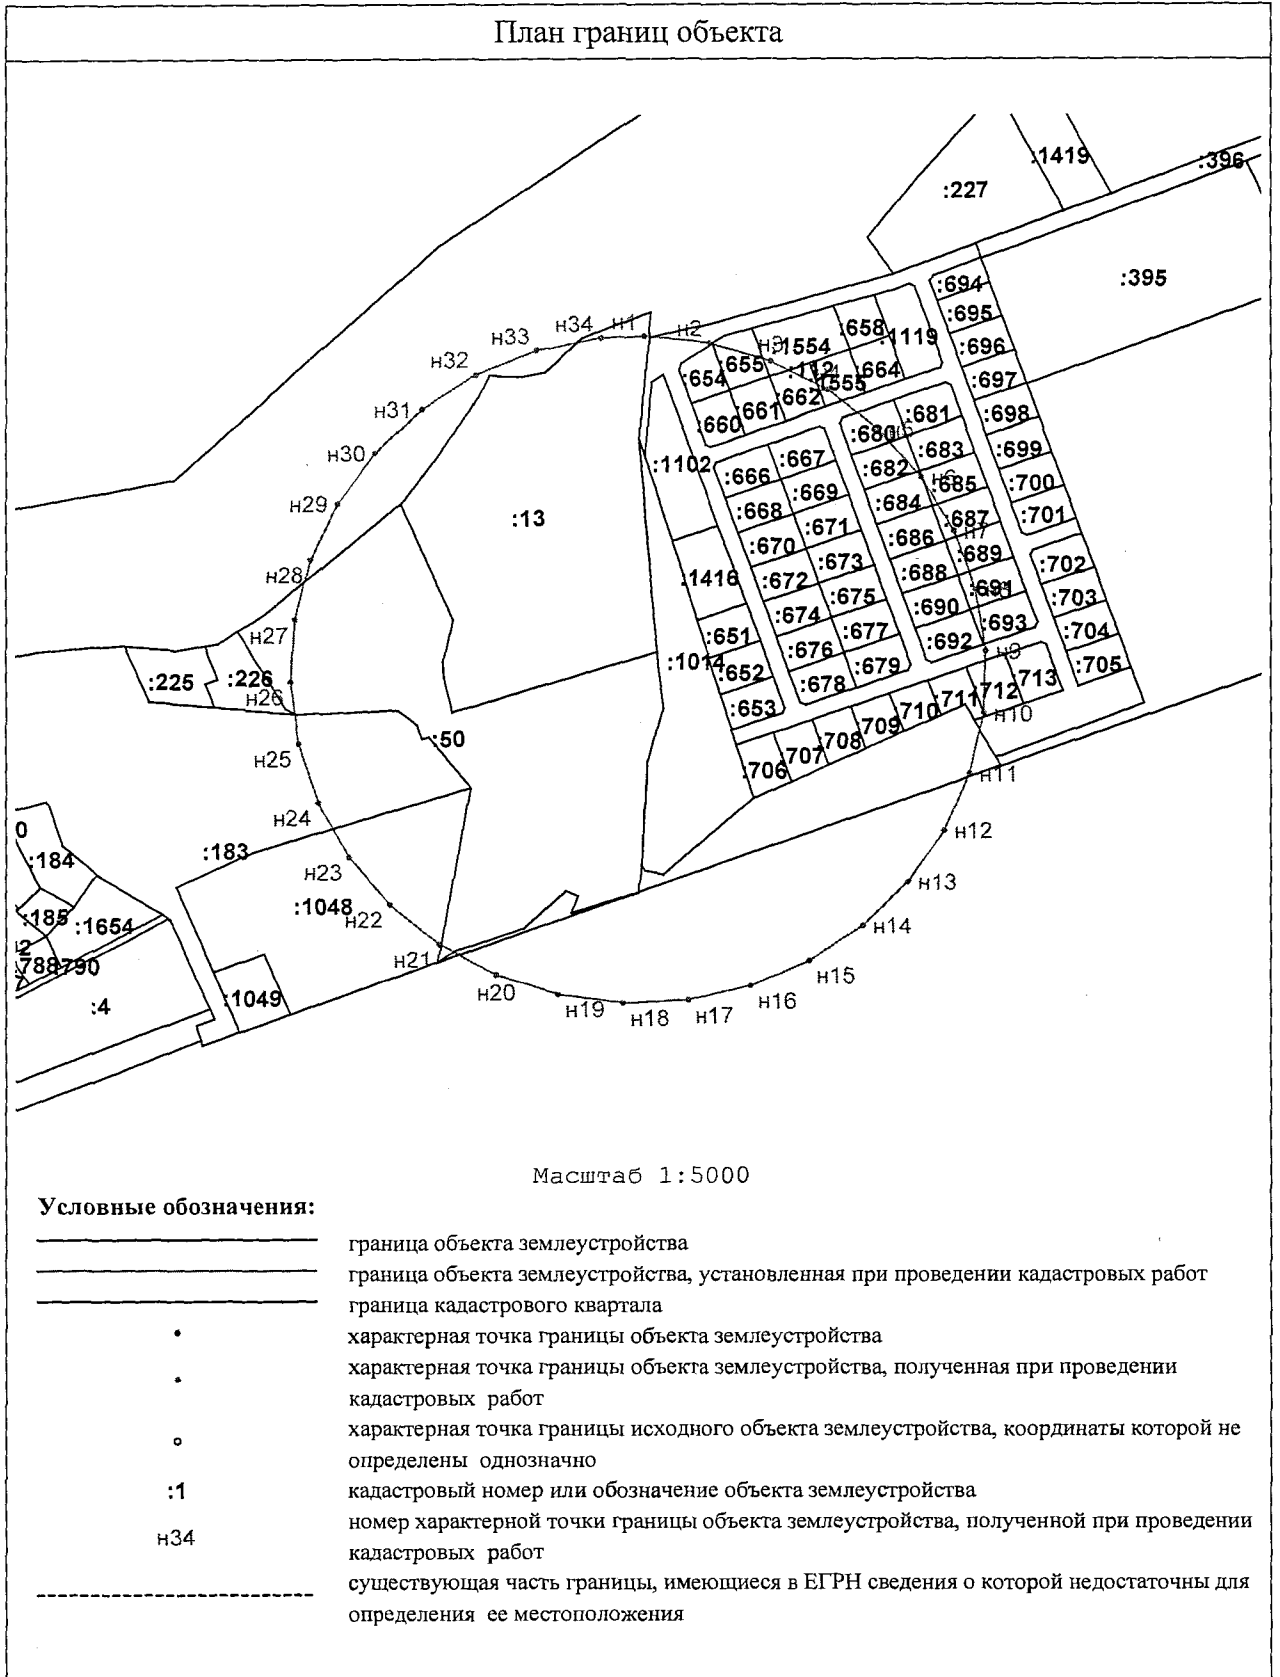 План границ объекта
:1419
:396
:227
:395
:694
:695
:696
:697
:698
:699
:700
:701
:702
:703
:704
:705
н33
н34
н1
н2
н3
:1554
:658
:1119
н32
:654
:655
:664
:1555
:662
:661
:660
н31
н30
н29
н28
н27
н26
н25
н24
н23
н22
н21
:681
:680
:683
:682
н6
:685
:684
:687
н7
:686
:689
:688
:691
:690
:693
:692
н9
:667
:666
:669
:668
:671
:670
:673
:672
:675
:674
:677
:676
:679
:678
:1102
:13
:1416
:651
:1014
:652
:653
:713
:712
:711
:710
:709
:708
:707
:706
н10
н11
н12
н13
н14
н15
н16
н17
н18
н19
н20
:225
:226
:50
:183
:1048
:1049
0
:184
:185
:1654
:4
Масштаб 1:5000
Условные обозначения:
граница объекта землеустройства
граница объекта землеустройства, установленная при проведении кадастровых работ
граница кадастрового квартала
характерная точка границы объекта землеустройства
характерная точка границы объекта землеустройства, полученная при проведении
кадастровых работ
характерная точка границы исходного объекта землеустройства, координаты которой не
определены однозначно
:1 кадастровый номер или обозначение объекта землеустройства
н34 номер характерной точки границы объекта землеустройства, полученной при проведении
кадастровых работ
существующая часть границы, имеющиеся в ЕГРН сведения о которой недостаточны для
определения ее местоположения